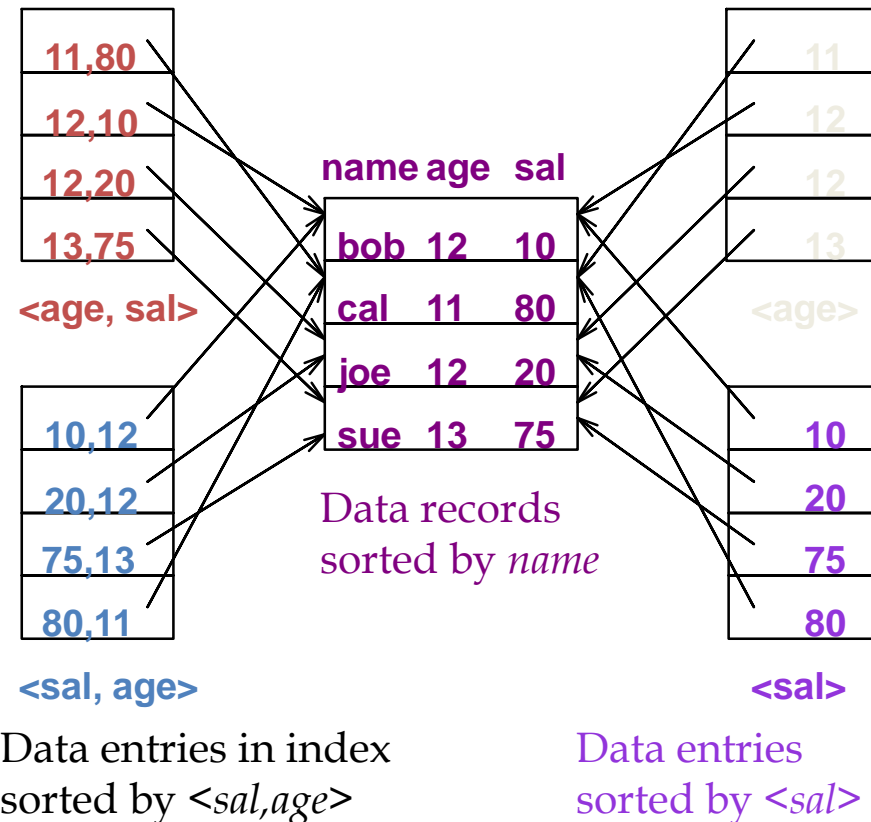 11,80
12,10
12,20
13,75
<age, sal>
name age sal
bob 12 10
cal 11 80
joe 12 20
sue 13 75
Data records
sorted by name
11
12
12
13
<age>
10,12
20,12
75,13
80,11
<sal, age>
Data entries in index
sorted by <sal,age>
10
20
75
80
<sal>
Data entries
sorted by <sal>